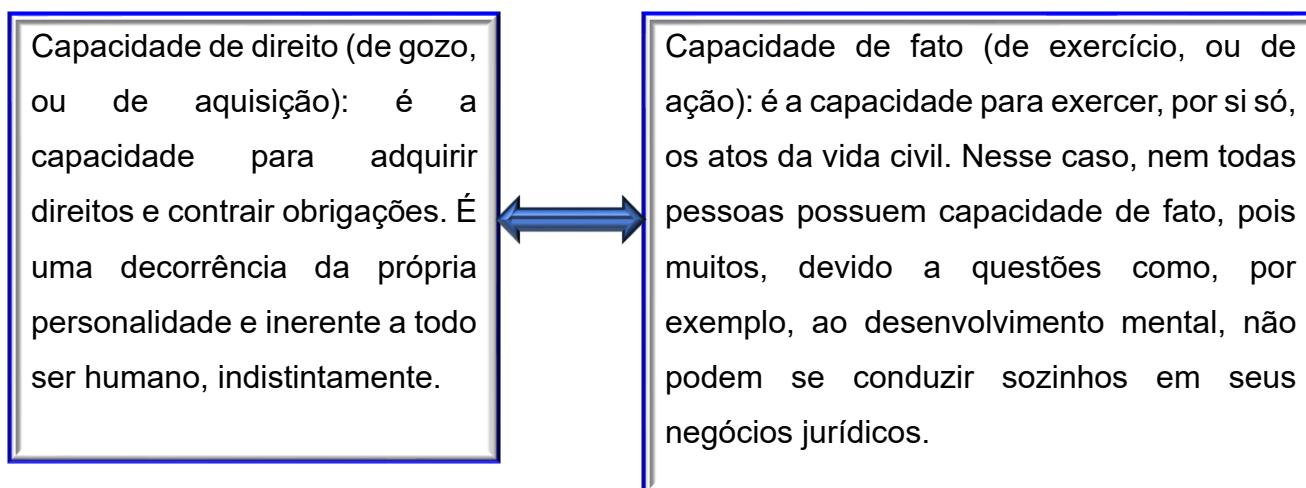 Capacidade de direito (de gozo,
ou de aquisição): é a
capacidade para adquirir
direitos e contrair obrigações. É
uma decorrência da própria
personalidade e inerente a todo
ser humano, indistintamente.
Capacidade de fato (de exercício, ou de
ação): é a capacidade para exercer, por si só,
os atos da vida civil. Nesse caso, nem todas
pessoas possuem capacidade de fato, pois
muitos, devido a questões como, por
exemplo, ao desenvolvimento mental, não
podem se conduzir sozinhos em seus
negócios jurídicos.